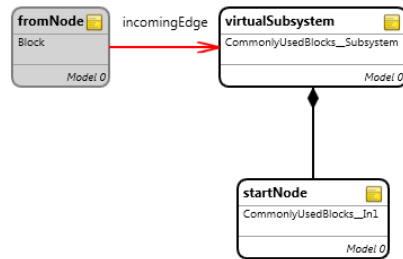 fromNode
Block
Model 0
incomingEdge
virtualSubsystem
CommonlyUsedBlocks__Subsystem
Model 0
startNode
CommonlyUsedBlocks__In1
Model 0